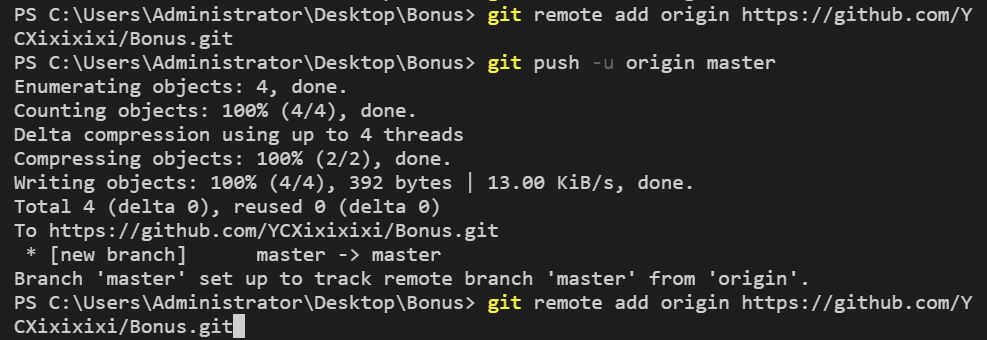 PS C:\Users\Administrator\Desktop\Bonus> git remote add origin https://github.com/Y
CXixixixi/Bonus.git
PS C:\Users\Administrator\Desktop\Bonus> git push -u origin master
Enumerating objects: 4, done.
Counting objects: 100% (4/4), done.
Delta compression using up to 4 threads
Compressing objects: 100% (2/2), done.
Writing objects: 100% (4/4), 392 bytes | 13.00 KiB/s, done.
Total 4 (delta 0), reused 0 (delta 0)
To https://github.com/YCXixixixi/Bonus.git
 * [new branch]      master -> master
Branch 'master' set up to track remote branch 'master' from 'origin'.
PS C:\Users\Administrator\Desktop\Bonus> git remote add origin https://github.com/Y
CXixixixi/Bonus.git